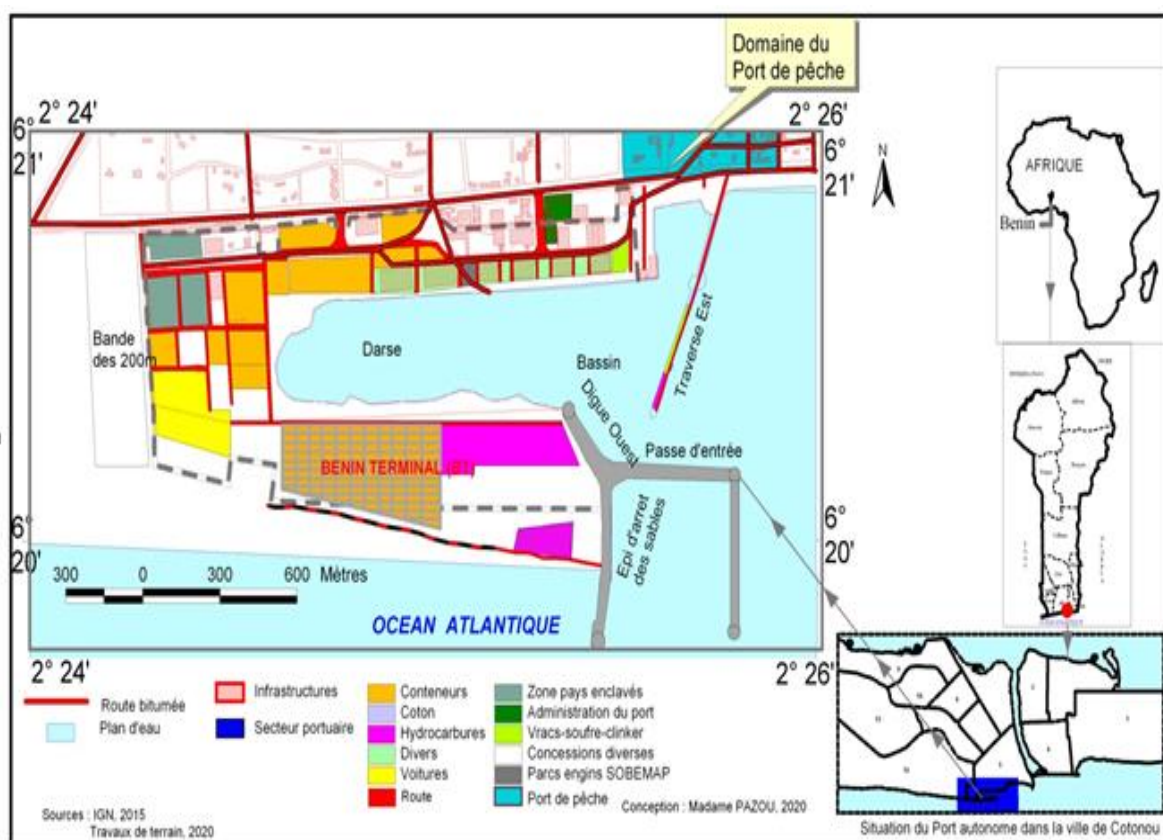 Domaine du
Port de pêche
2° 24'
2° 26'
6°
21'
6°
21'
N
AFRIQUE
Benin
Bande
des 200m
Darse
Bassin
Traverse Est
Digue Ouest
Passe d'entrée
BENIN TERMINAL (BT)
Epi d'arret
des sables
6°
20'
6°
20'
300 0 300 600 Mètres
OCEAN ATLANTIQUE
2° 24'
2° 26'
Route bitumée
Plan d'eau
Infrastructures
Secteur portuaire
Conteneurs
Coton
Hydrocarbures
Divers
Voitures
Route
Zone pays enclavés
Administration du port
Vracs-soufre-clinker
Concessions diverses
Parcs engins SOBEMAP
Port de pêche
Sources : IGN, 2015
Travaux de terrain, 2020
Conception : Madame PAZOU, 2020
Situation du Port autonome dans la ville de Cotonou